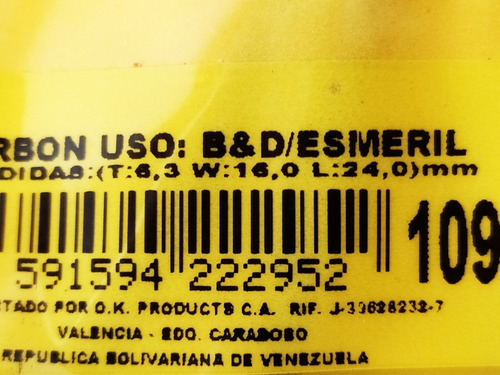 RBON USO: B&D/ESMERIL
DIDAS:(T:6,3 W:16,0 L:24,0)mm
109
591594 222952
TADO POR O.K. PRODUCTS C.A. RIF. J-30628232-7
VALENCIA - EDO. CARABOBO
REPUBLICA BOLIVARIANA DE VENEZUELA